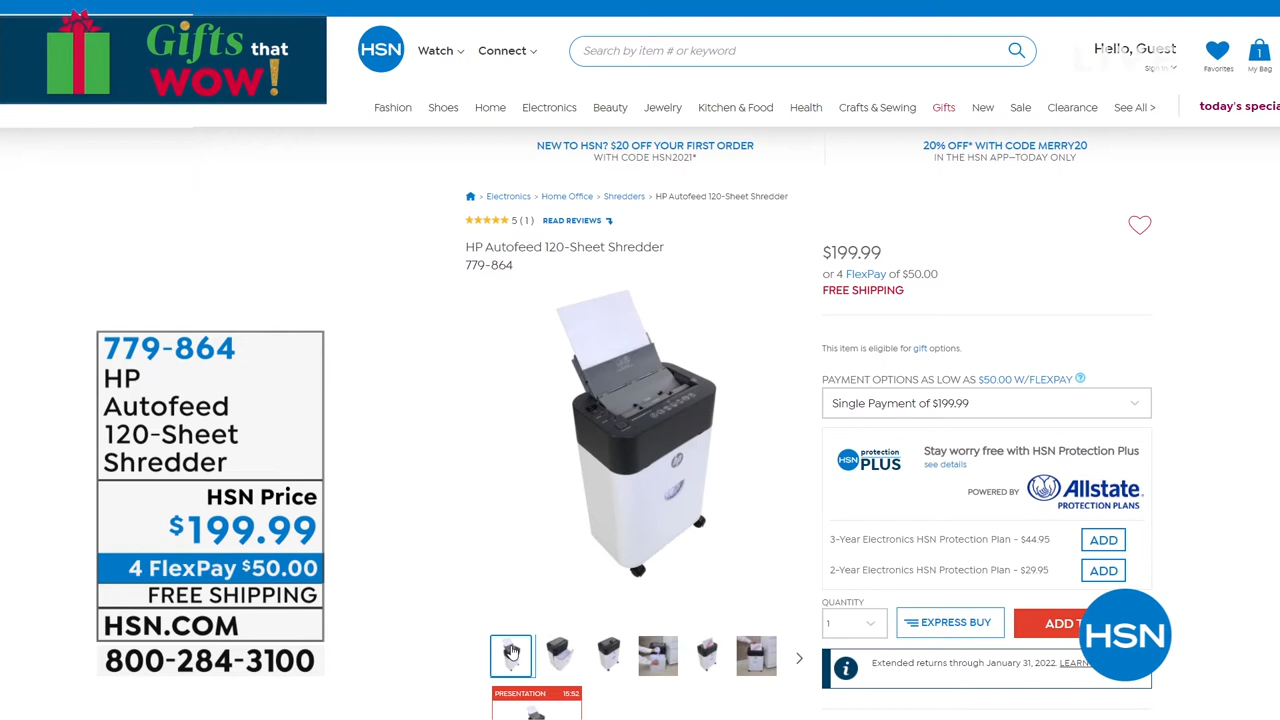 Gifts that
WOW!
HSN
Watch
Connect
Search by item # or keyword
Hello, Guest
Sign In
Favorites
1
My Bag
Fashion
Shoes
Home
Electronics
Beauty
Jewelry
Kitchen & Food
Health
Crafts & Sewing
Gifts
New
Sale
Clearance
See All >
today's specia
NEW TO HSN? $20 OFF YOUR FIRST ORDER
WITH CODE HSN2021*
20% OFF* WITH CODE MERRY20
IN THE HSN APP—TODAY ONLY
> Electronics > Home Office > Shredders > HP Autofeed 120-Sheet Shredder
5 ( 1 ) READ REVIEWS
HP Autofeed 120-Sheet Shredder
779-864
$199.99
or 4 FlexPay of $50.00
FREE SHIPPING
This item is eligible for gift options.
PAYMENT OPTIONS AS LOW AS $50.00 W/FLEXPAY ?
Single Payment of $199.99
HSN protection PLUS
Stay worry free with HSN Protection Plus
see details
POWERED BY Allstate.
PROTECTION PLANS
3-Year Electronics HSN Protection Plan - $44.95
ADD
2-Year Electronics HSN Protection Plan - $29.95
ADD
QUANTITY
1
EXPRESS BUY
ADD T
HSN
i
Extended returns through January 31, 2022. LEARN
PRESENTATION 15:52
hp
779-864
HP
Autofeed
120-Sheet
Shredder
HSN Price
$199.99
4 FlexPay $50.00
FREE SHIPPING
HSN.COM
800-284-3100